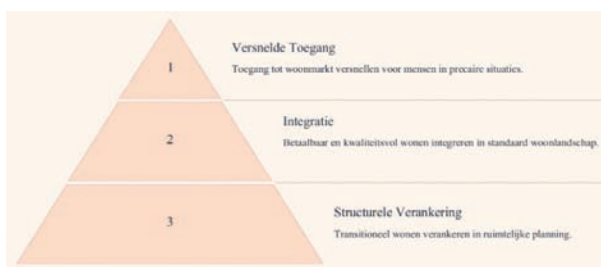 1
Versnelde Toegang
Toegang tot woonmarkt versnellen voor mensen in precaire situaties.
2
Integratie
Betaalbaar en kwaliteitsvol wonen integreren in standaard woonlandschap.
3
Structurele Verankering
Transitioneel wonen verankeren in ruimtelijke planning.